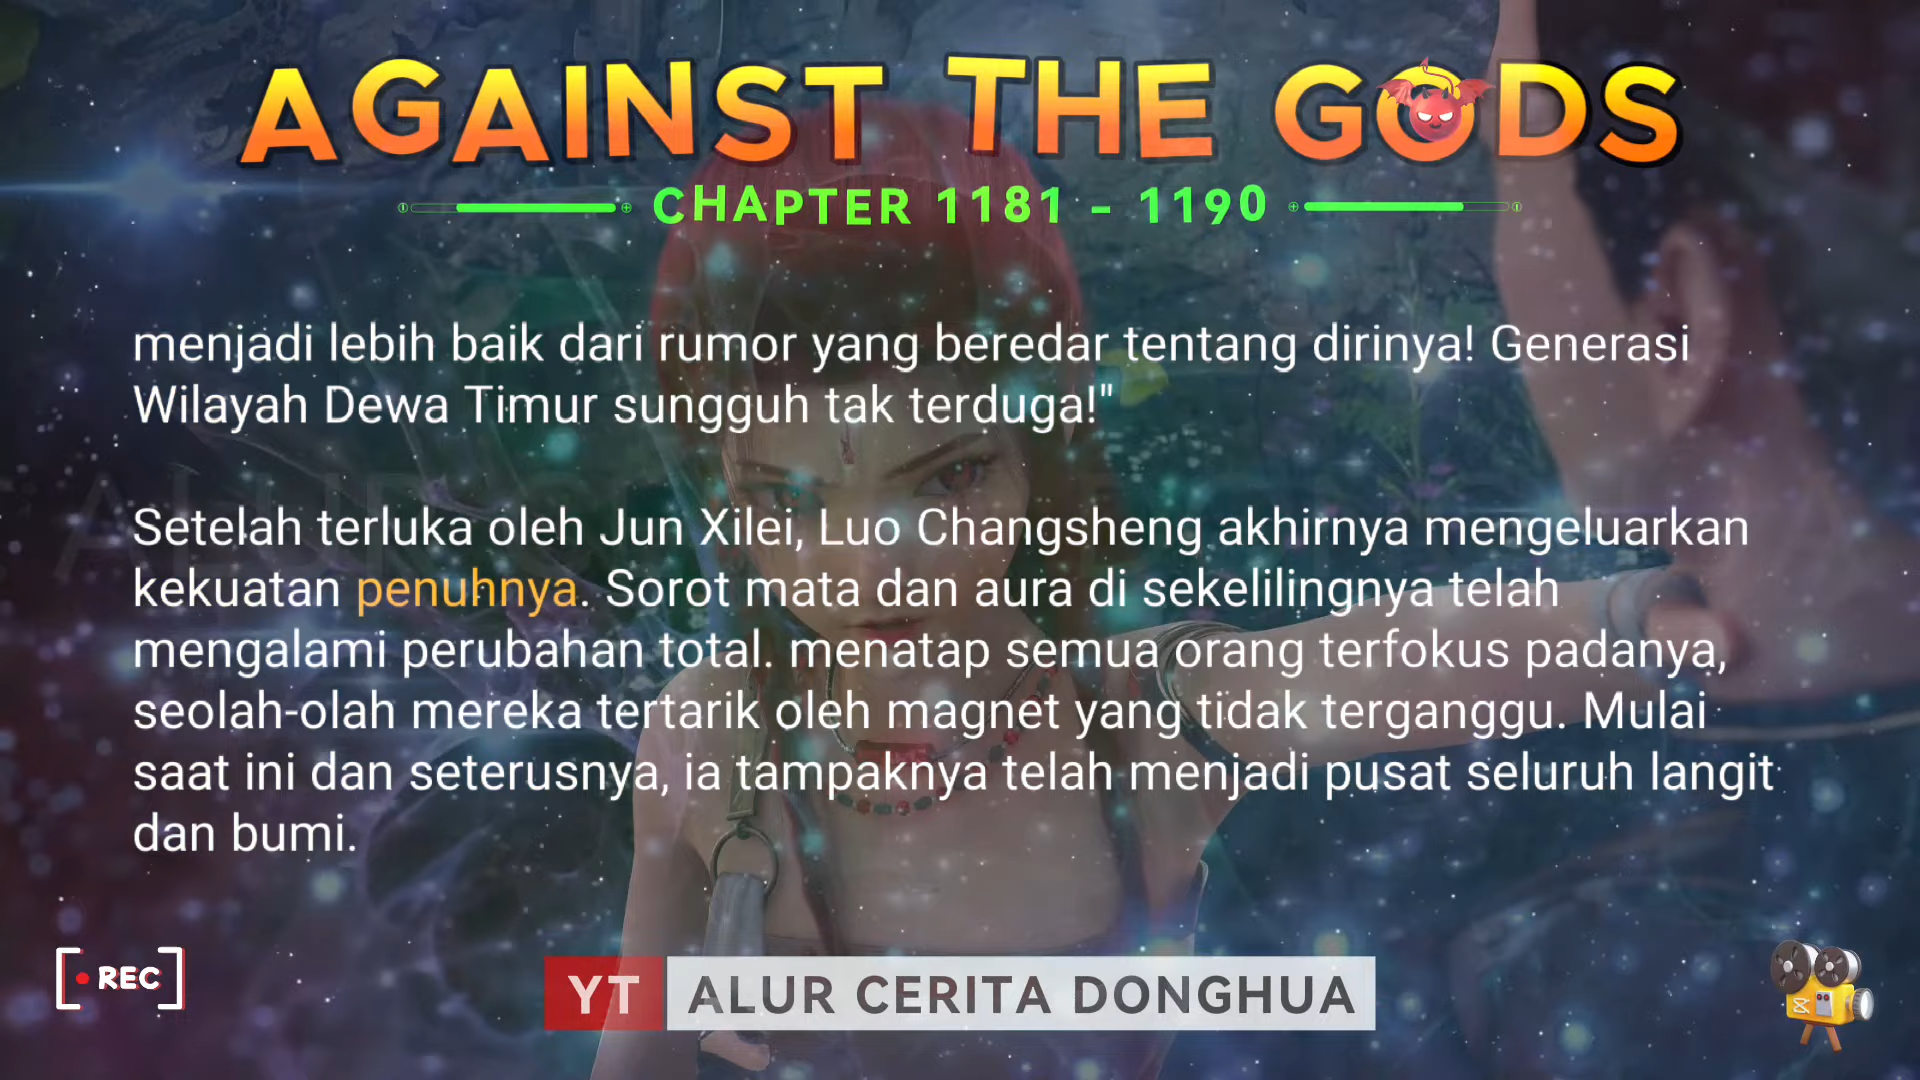 AGAINST THE GODS
CHAPTER 1181 - 1190
menjadi lebih baik dari rumor yang beredar tentang dirinya! Generasi
Wilayah Dewa Timur sungguh tak terduga!"
Setelah terluka oleh Jun Xilei, Luo Changsheng akhirnya mengeluarkan
kekuatan penuhnya. Sorot mata dan aura di sekelilingnya telah
mengalami perubahan total. menatap semua orang terfokus padanya,
seolah-olah mereka tertarik oleh magnet yang tidak terganggu. Mulai
saat ini dan seterusnya, ia tampaknya telah menjadi pusat seluruh langit
dan bumi.
REC
YT ALUR CERITA DONGHUA